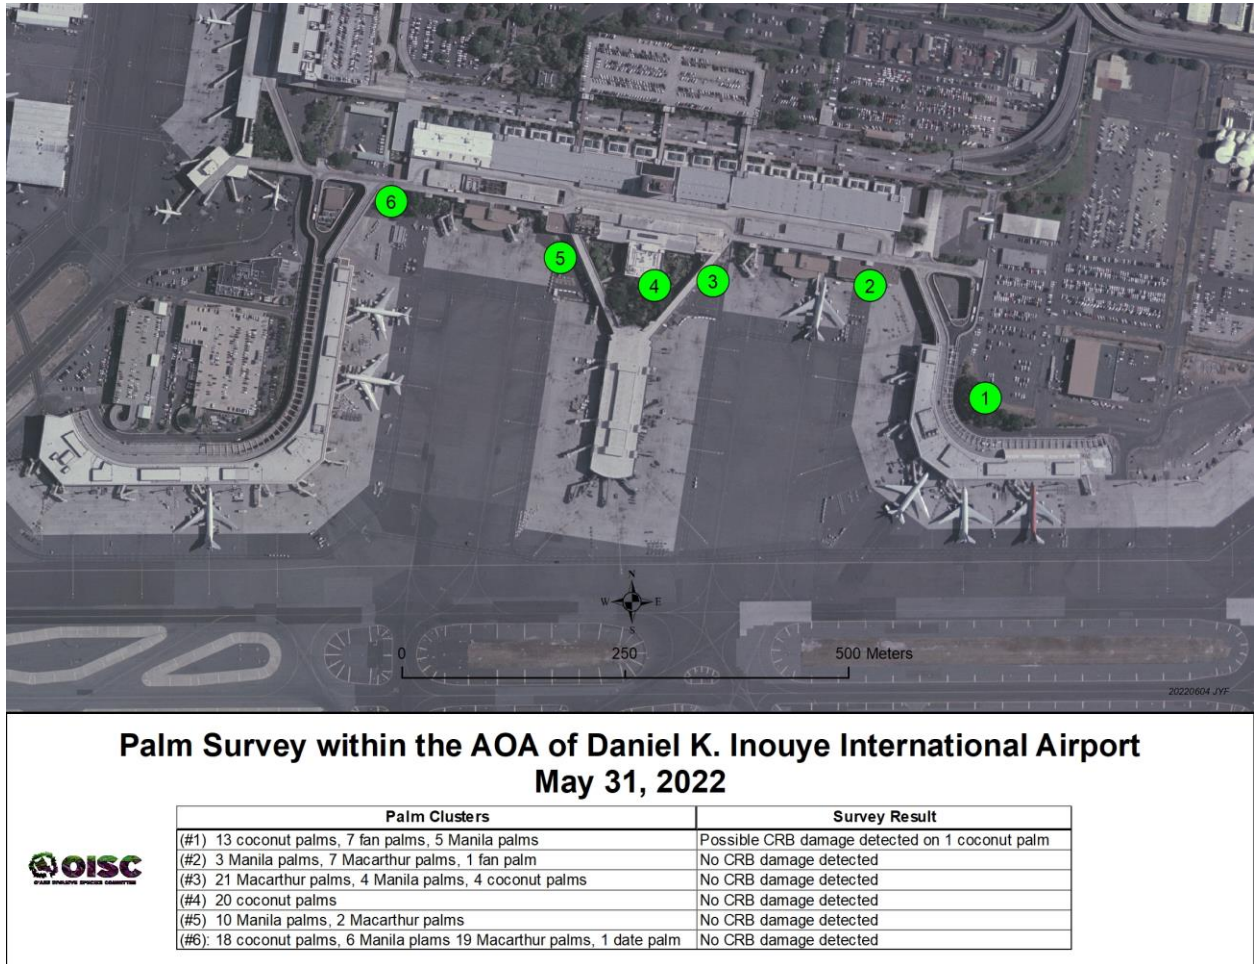 6
5
4
3
2
1
N
W E
S
0 250 500 Meters
20220604 JYF
Palm Survey within the AOA of Daniel K. Inouye International Airport
May 31, 2022
Palm Clusters Survey Result
(#1) 13 coconut palms, 7 fan palms, 5 Manila palms Possible CRB damage detected on 1 coconut palm
(#2) 3 Manila palms, 7 Macarthur palms, 1 fan palm No CRB damage detected
(#3) 21 Macarthur palms, 4 Manila palms, 4 coconut palms No CRB damage detected
(#4) 20 coconut palms No CRB damage detected
(#5) 10 Manila palms, 2 Macarthur palms No CRB damage detected
(#6): 18 coconut palms, 6 Manila plams 19 Macarthur palms, 1 date palm No CRB damage detected
OISC
O'AHU INVASIVE SPECIES COMMITTEE